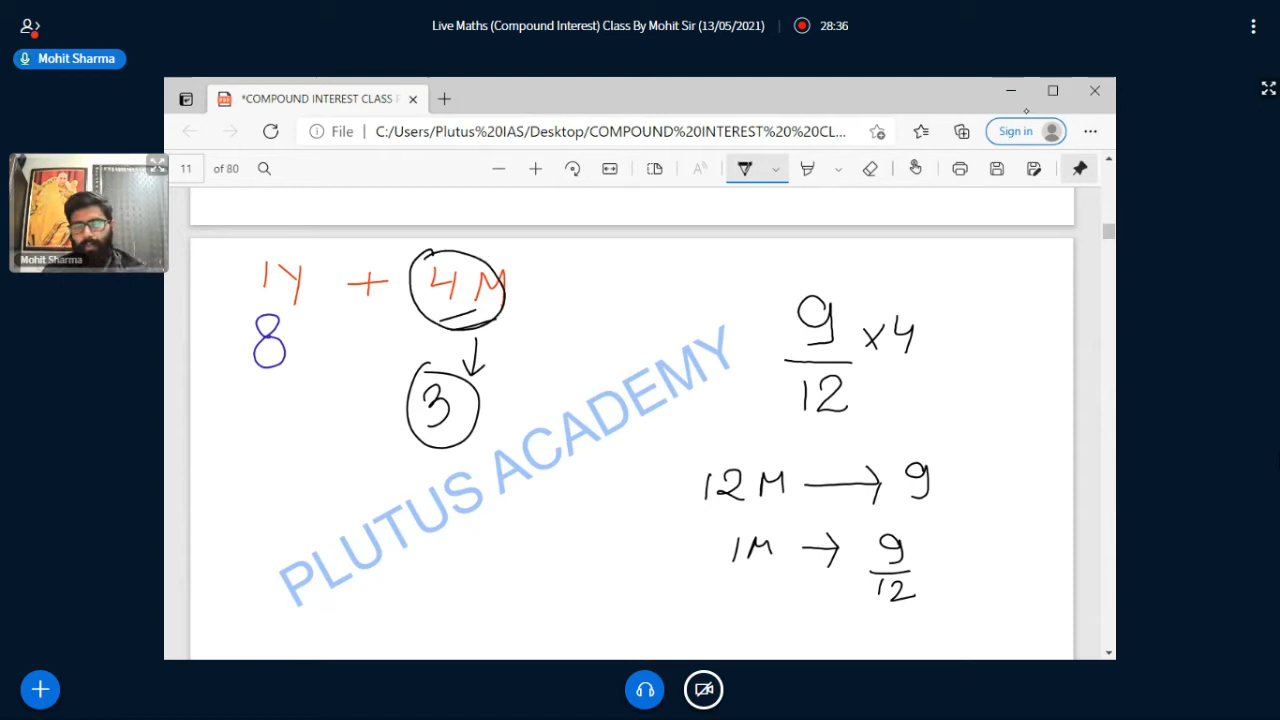 Live Maths (Compound Interest) Class By Mohit Sir (13/05/2021)
28:36
Mohit Sharma
*COMPOUND INTEREST CLASS P
File
C:/Users/Plutus%20IAS/Desktop/COMPOUND%20INTEREST%20%20CL...
Sign in
11 of 80
Mohit Sharma
1Y + 4M
8
3
9/12 x4
12M → 9
1M → 9/12
PLUTUS ACADEMY